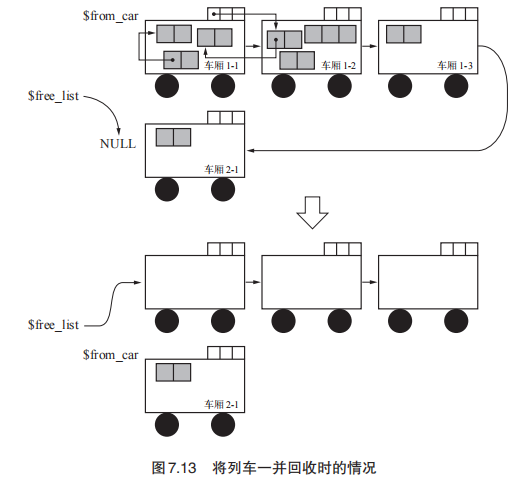 $from_car
车厢 1-1
车厢 1-2
车厢 1-3
$free_list
NULL
车厢 2-1
$free_list
$from_car
车厢 2-1
图7.13 将列车一并回收时的情况